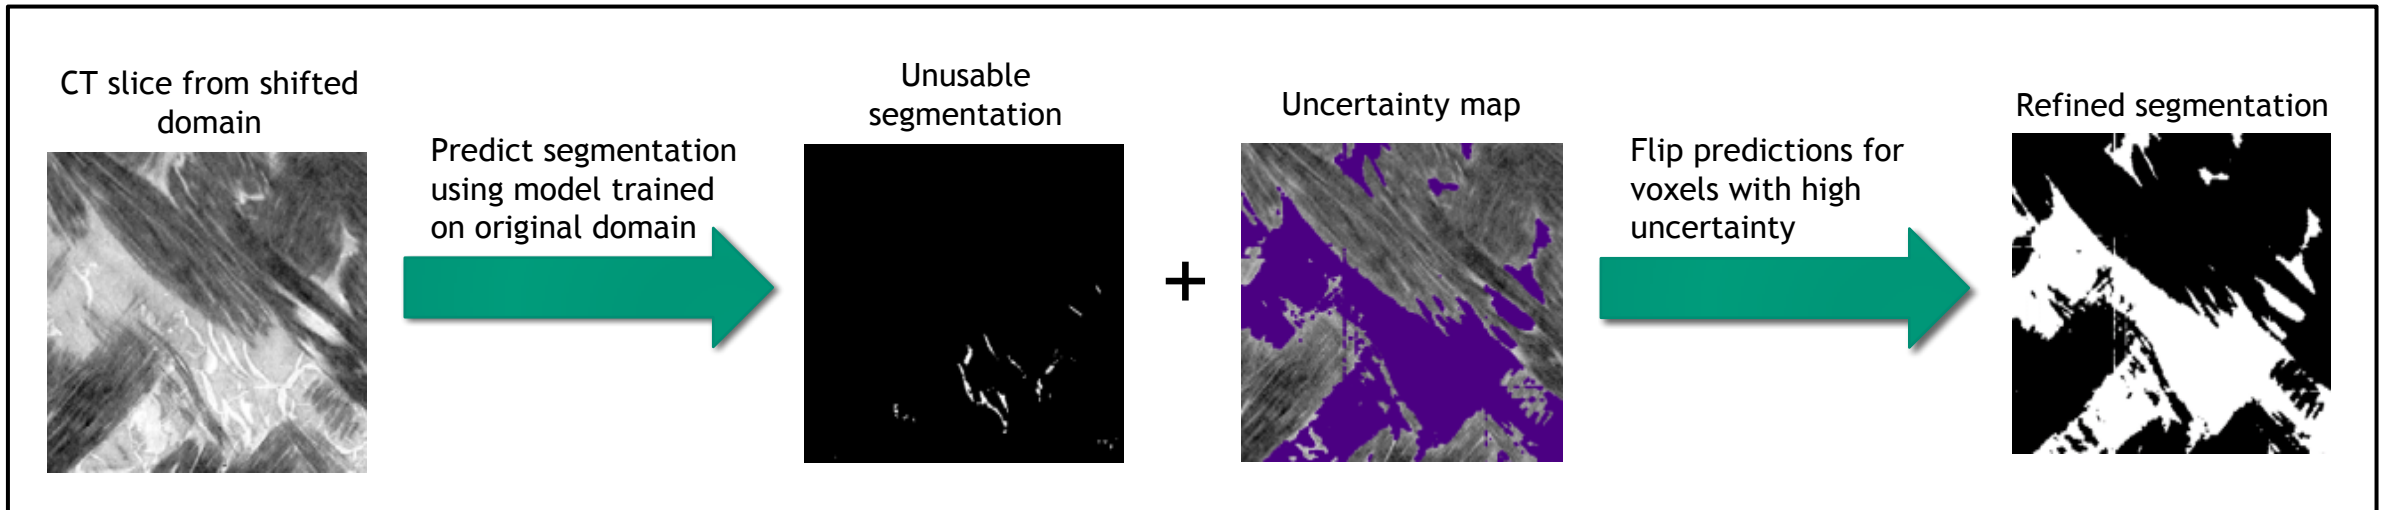 CT slice from shifted
domain
Predict segmentation
using model trained
on original domain
Unusable
segmentation
+
Uncertainty map
Flip predictions for
voxels with high
uncertainty
Refined segmentation